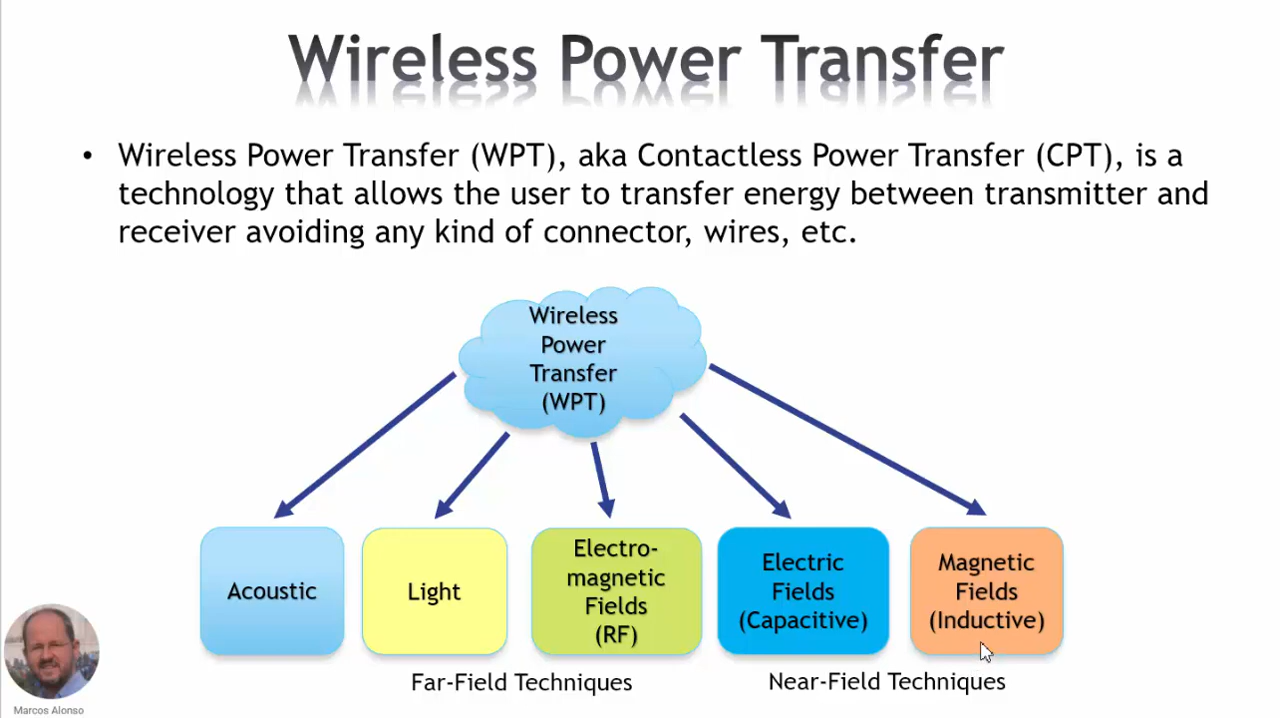 Wireless Power Transfer
• Wireless Power Transfer (WPT), aka Contactless Power Transfer (CPT), is a
technology that allows the user to transfer energy between transmitter and
receiver avoiding any kind of connector, wires, etc.
Wireless
Power
Transfer
(WPT)
Acoustic
Light
Electro-
magnetic
Fields
(RF)
Electric
Fields
(Capacitive)
Magnetic
Fields
(Inductive)
Far-Field Techniques
Near-Field Techniques
Marcos Alonso